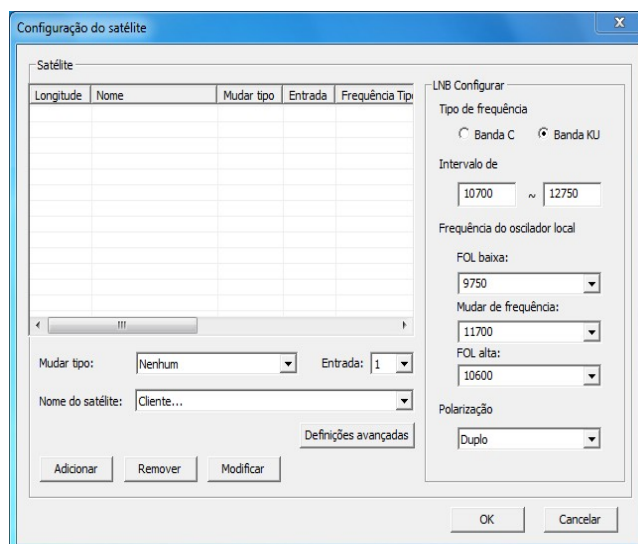 Configuração do satélite
x
Satélite
Longitude Nome Mudar tipo Entrada Frequência Tip
Mudar tipo: Nenhum Entrada: 1
Nome do satélite: Cliente...
Definições avançadas
Adicionar Remover Modificar
LNB Configurar
Tipo de frequência
Banda C Banda KU
Intervalo de
10700 ~ 12750
Frequência do oscilador local
FOL baixa:
9750
Mudar de frequência:
11700
FOL alta:
10600
Polarização
Duplo
OK Cancelar